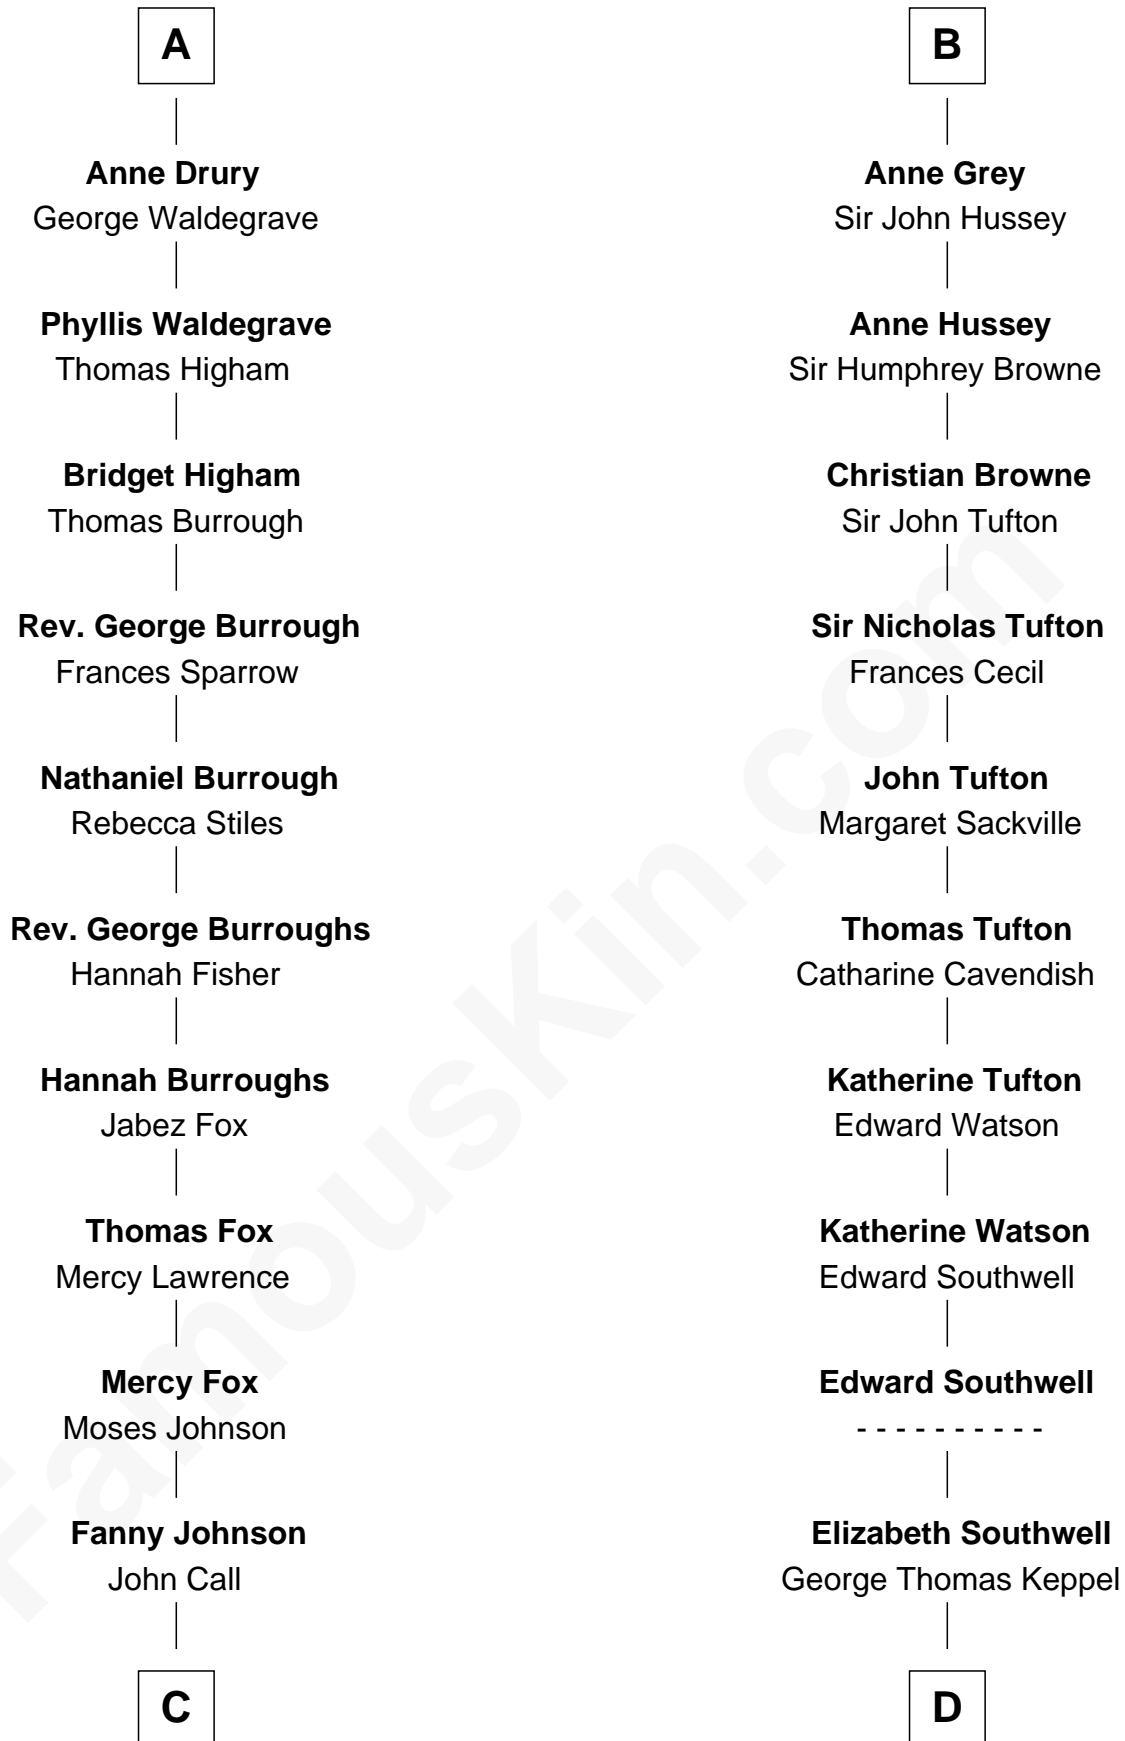 A
Anne Drury
George Waldegrave
Phyllis Waldegrave
Thomas Higham
Bridget Higham
Thomas Burrough
Rev. George Burrough
Frances Sparrow
Nathaniel Burrough
Rebecca Stiles
Rev. George Burroughs
Hannah Fisher
Hannah Burroughs
Jabez Fox
Thomas Fox
Mercy Lawrence
Mercy Fox
Moses Johnson
Fanny Johnson
John Call
C
B
Anne Grey
Sir John Hussey
Anne Hussey
Sir Humphrey Browne
Christian Browne
Sir John Tufton
Sir Nicholas Tufton
Frances Cecil
John Tufton
Margaret Sackville
Thomas Tufton
Catharine Cavendish
Katherine Tufton
Edward Watson
Katherine Watson
Edward Southwell
Edward Southwell
- - - - - - - - - -
Elizabeth Southwell
George Thomas Keppel
D
FamousKin.com